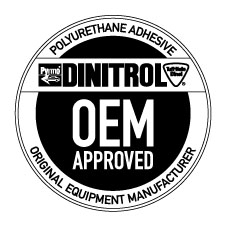 POLYURETHANE ADHESIVE
DINITROL
OEM
APPROVED
ORIGINAL EQUIPMENT MANUFACTURER